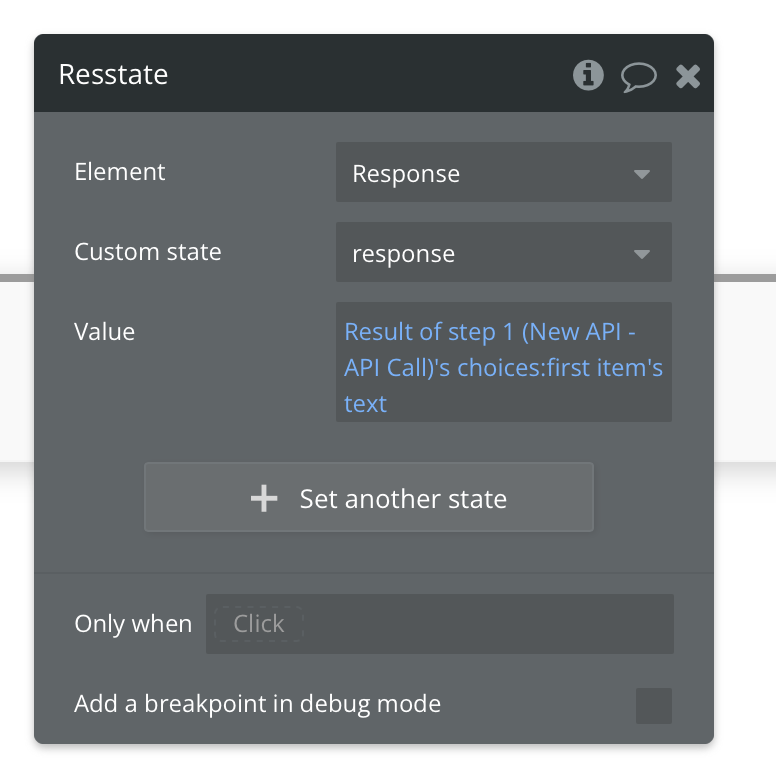 Resstate
Element
Response
Custom state
response
Value
Result of step 1 (New API -
API Call)'s choices:first item's
text
Set another state
Only when
Click
Add a breakpoint in debug mode